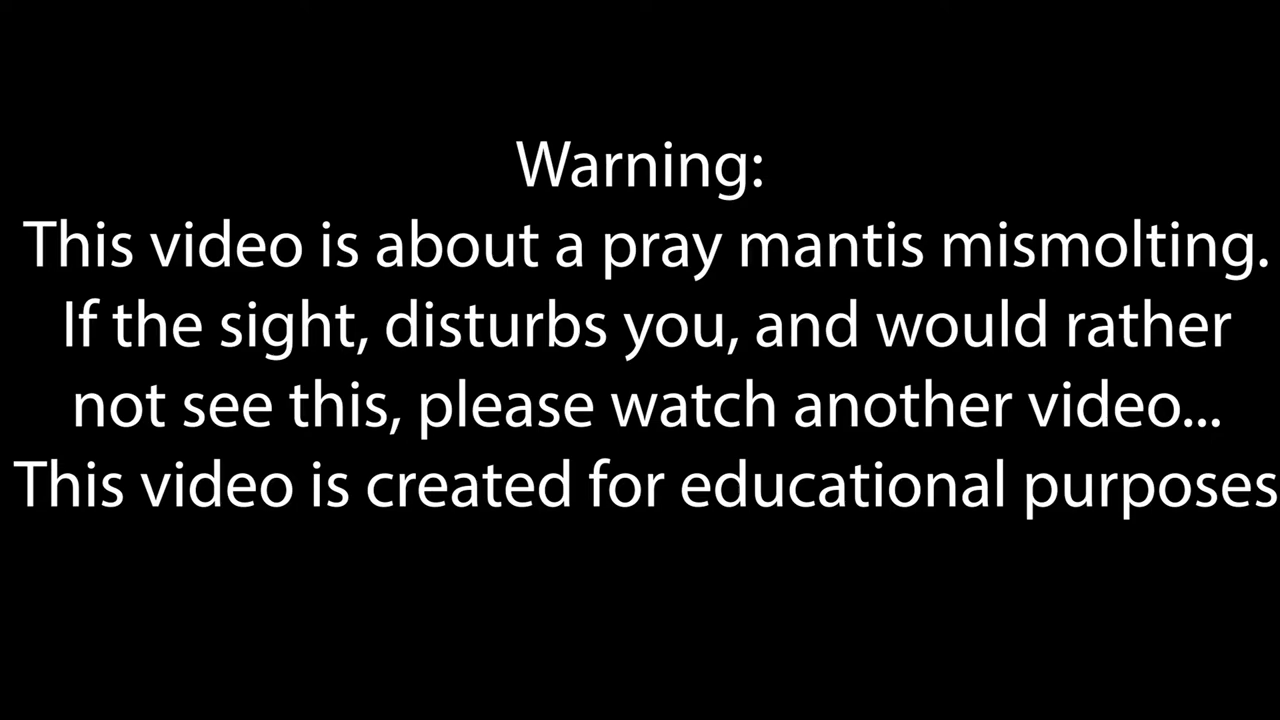 Warning:
This video is about a pray mantis mismolting.
If the sight, disturbs you, and would rather
not see this, please watch another video...
This video is created for educational purposes